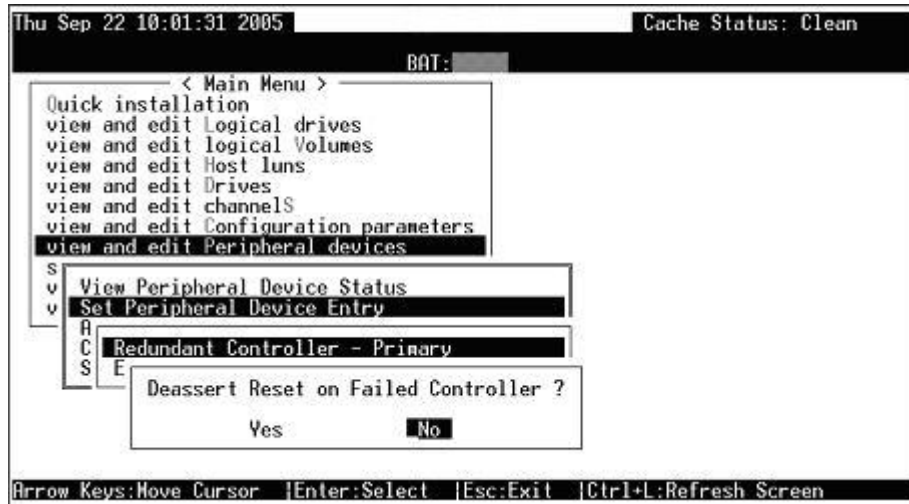 Thu Sep 22 10:01:31 2005 Cache Status: Clean
BAT:
< Main Menu >
Quick installation
view and edit Logical drives
view and edit logical Volumes
view and edit Host luns
view and edit Drives
view and edit channelS
view and edit Configuration parameters
view and edit Peripheral devices
s
v View Peripheral Device Status
v Set Peripheral Device Entry
A
C Redundant Controller - Primary
S E
Deassert Reset on Failed Controller ?
Yes No
Arrow Keys:Move Cursor |Enter:Select |Esc:Exit |Ctrl+L:Refresh Screen